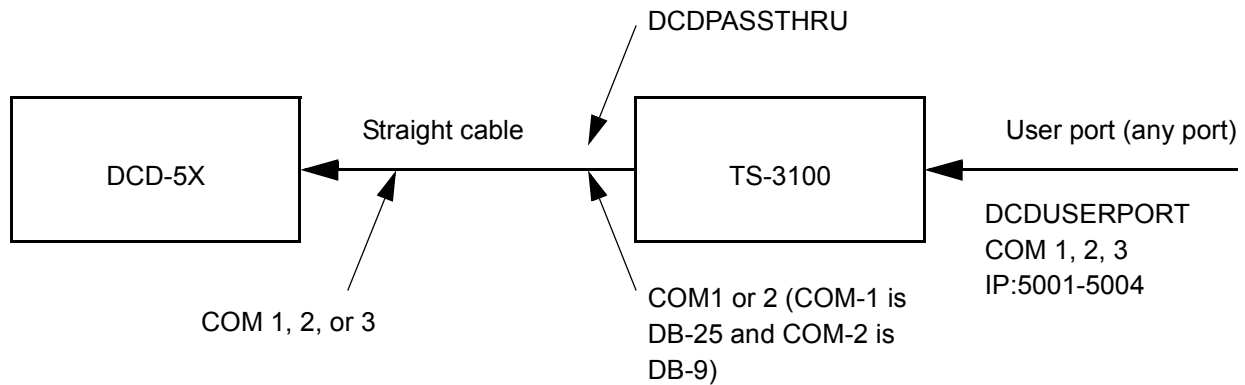 DCDPASSTHRU
Straight cable
User port (any port)
DCD-5X
TS-3100
DCDUSERPORT
COM 1, 2, 3
IP:5001-5004
COM 1, 2, or 3
COM1 or 2 (COM-1 is
DB-25 and COM-2 is
DB-9)